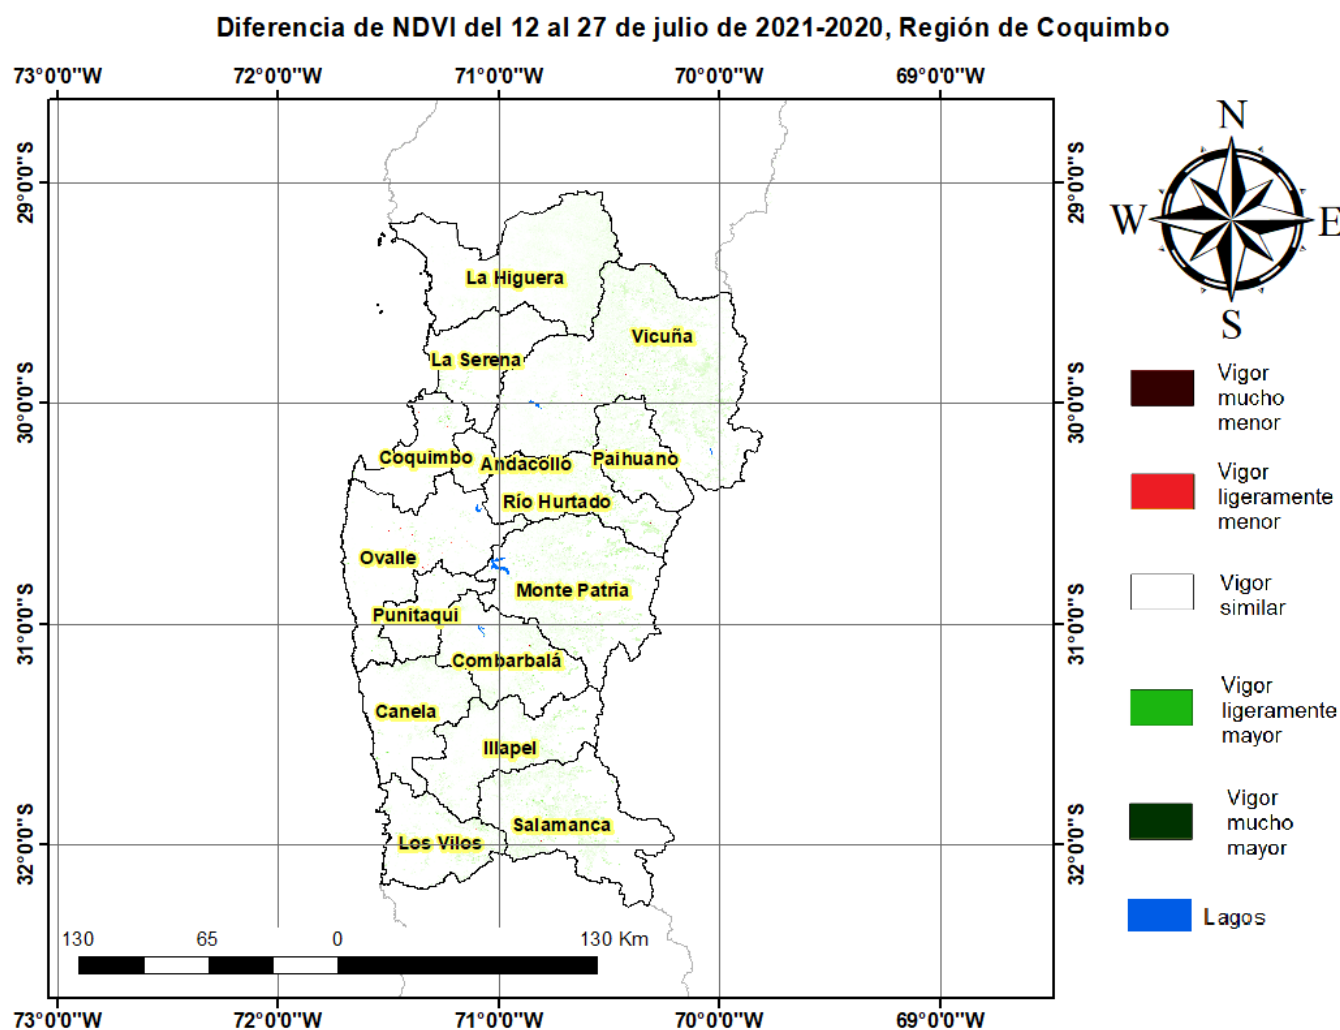 Diferencia de NDVI del 12 al 27 de julio de 2021-2020, Región de Coquimbo
73°0'0"W 72°0'0"W 71°0'0"W 70°0'0"W 69°0'0"W
29°0'0"S
29°0'0"S
30°0'0"S
30°0'0"S
31°0'0"S
31°0'0"S
32°0'0"S
32°0'0"S
La Higuera
Vicuña
La Serena
Coquimbo
Andacollo
Paihuano
Río Hurtado
Ovalle
Monte Patria
Punitaqui
Combarbalá
Canela
Illapel
Salamanca
Los Vilos
130 65 0 130 Km
73°0'0"W 72°0'0"W 71°0'0"W 70°0'0"W 69°0'0"W
N
W E
S
Vigor
mucho
menor
Vigor
ligeramente
menor
Vigor
similar
Vigor
ligeramente
mayor
Vigor
mucho
mayor
Lagos